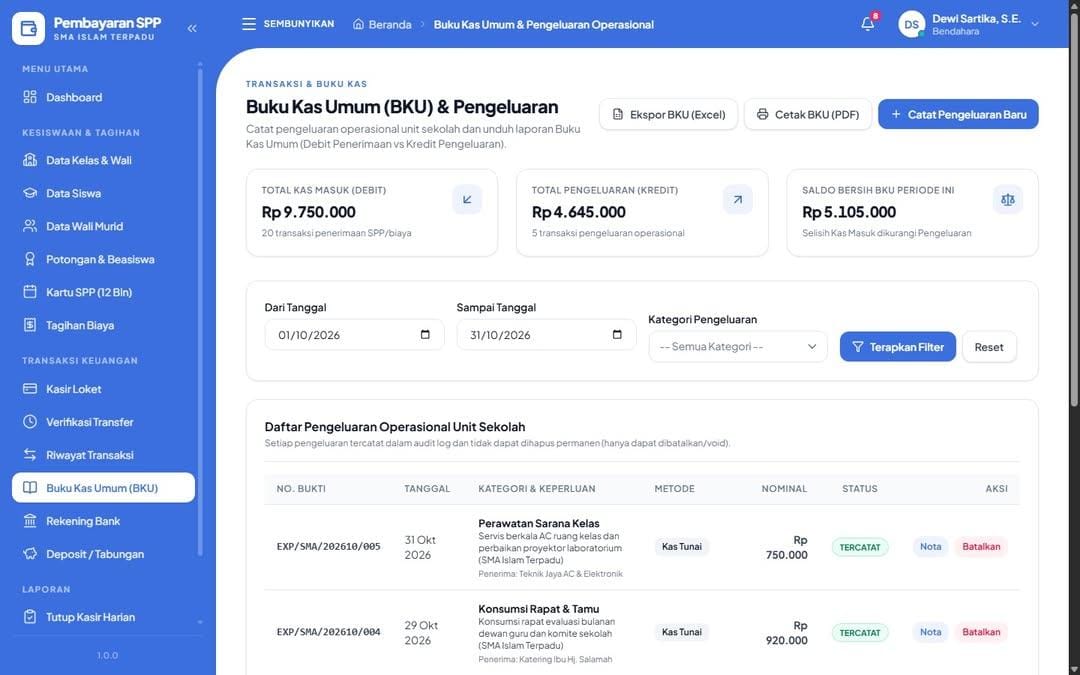 Pembayaran SPP
SMA ISLAM TERPADU
SEMBUNYIKAN
Beranda
Buku Kas Umum & Pengeluaran Operasional
8
DS
Dewi Sartika, S.E.
Bendahara
MENU UTAMA
Dashboard
KESISWAAN & TAGIHAN
Data Kelas & Wali
Data Siswa
Data Wali Murid
Potongan & Beasiswa
Kartu SPP (12 Bln)
Tagihan Biaya
TRANSAKSI KEUANGAN
Kasir Loket
Verifikasi Transfer
Riwayat Transaksi
Buku Kas Umum (BKU)
Rekening Bank
Deposit / Tabungan
LAPORAN
Tutup Kasir Harian
1.0.0
TRANSAKSI & BUKU KAS
Buku Kas Umum (BKU) & Pengeluaran
Catat pengeluaran operasional unit sekolah dan unduh laporan Buku
Kas Umum (Debit Penerimaan vs Kredit Pengeluaran).
Ekspor BKU (Excel)
Cetak BKU (PDF)
+ Catat Pengeluaran Baru
TOTAL KAS MASUK (DEBIT)
Rp 9.750.000
20 transaksi penerimaan SPP/biaya
TOTAL PENGELUARAN (KREDIT)
Rp 4.645.000
5 transaksi pengeluaran operasional
SALDO BERSIH BKU PERIODE INI
Rp 5.105.000
Selisih Kas Masuk dikurangi Pengeluaran
Dari Tanggal
01/10/2026
Sampai Tanggal
31/10/2026
Kategori Pengeluaran
-- Semua Kategori --
Terapkan Filter
Reset
Daftar Pengeluaran Operasional Unit Sekolah
Setiap pengeluaran tercatat dalam audit log dan tidak dapat dihapus permanen (hanya dapat dibatalkan/void).
NO. BUKTI TANGGAL KATEGORI & KEPERLUAN METODE NOMINAL STATUS AKSI
EXP/SMA/202610/005
31 Okt
2026
Perawatan Sarana Kelas
Servis berkala AC ruang kelas dan
perbaikan proyektor laboratorium
(SMA Islam Terpadu)
Penerima: Teknik Jaya AC & Elektronik
Kas Tunai
Rp
750.000
TERCATAT
Nota
Batalkan
EXP/SMA/202610/004
29 Okt
2026
Konsumsi Rapat & Tamu
Konsumsi rapat evaluasi bulanan
dewan guru dan komite sekolah
(SMA Islam Terpadu)
Penerima: Katering Ibu Hj. Salamah
Kas Tunai
Rp
920.000
TERCATAT
Nota
Batalkan